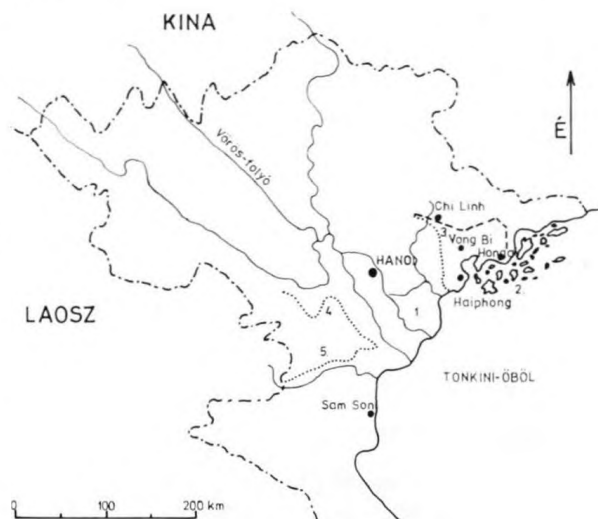 KINA
É
Vörös-folyó
Chi Linh
3.
Vang Bi
HANOI
Hongai
Haiphong
2.
1
LAOSZ
4
5.
TONKINI-ÖBÖL
Sam Son
0 100 200 km